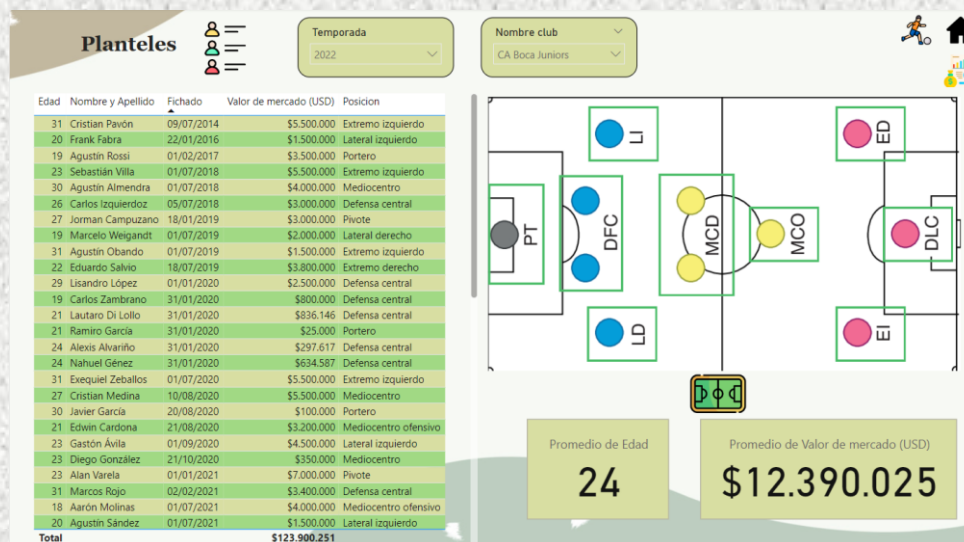 Planteles
Temporada
2022
Nombre club
CA Boca Juniors
Edad Nombre y Apellido Fichado Valor de mercado (USD) Posicion
31 Cristian Pavón 09/07/2014 $5.500.000 Extremo izquierdo
20 Frank Fabra 22/01/2016 $1.500.000 Lateral izquierdo
19 Agustín Rossi 01/02/2017 $3.500.000 Portero
23 Sebastián Villa 01/07/2018 $5.500.000 Extremo izquierdo
30 Agustín Almendra 01/07/2018 $4.000.000 Mediocentro
26 Carlos Izquierdoz 05/07/2018 $3.000.000 Defensa central
27 Jorman Campuzano 18/01/2019 $3.000.000 Pivote
19 Marcelo Weigandt 01/07/2019 $2.000.000 Lateral derecho
31 Agustín Obando 01/07/2019 $1.500.000 Extremo izquierdo
22 Eduardo Salvio 18/07/2019 $3.800.000 Extremo derecho
29 Lisandro López 01/01/2020 $2.500.000 Defensa central
19 Carlos Zambrano 31/01/2020 $800.000 Defensa central
21 Lautaro Di Lollo 31/01/2020 $836.146 Defensa central
21 Ramiro García 31/01/2020 $25.000 Portero
24 Alexis Alvariño 31/01/2020 $297.617 Defensa central
24 Nahuel Génez 31/01/2020 $634.587 Defensa central
31 Exequiel Zeballos 01/07/2020 $5.500.000 Extremo izquierdo
27 Cristian Medina 10/08/2020 $5.500.000 Mediocentro
30 Javier García 20/08/2020 $100.000 Portero
21 Edwin Cardona 21/08/2020 $3.200.000 Mediocentro ofensivo
23 Gastón Ávila 01/09/2020 $4.500.000 Lateral izquierdo
23 Diego González 21/10/2020 $350.000 Mediocentro
23 Alan Varela 01/01/2021 $7.000.000 Pivote
31 Marcos Rojo 02/02/2021 $3.400.000 Defensa central
18 Aarón Molinas 01/07/2021 $4.000.000 Mediocentro ofensivo
20 Agustín Sández 01/07/2021 $1.500.000 Lateral izquierdo
Total $123.900.251
LI
ED
PT
DFC
MCD
MCO
DLC
LD
EI
Promedio de Edad
24
Promedio de Valor de mercado (USD)
$12.390.025